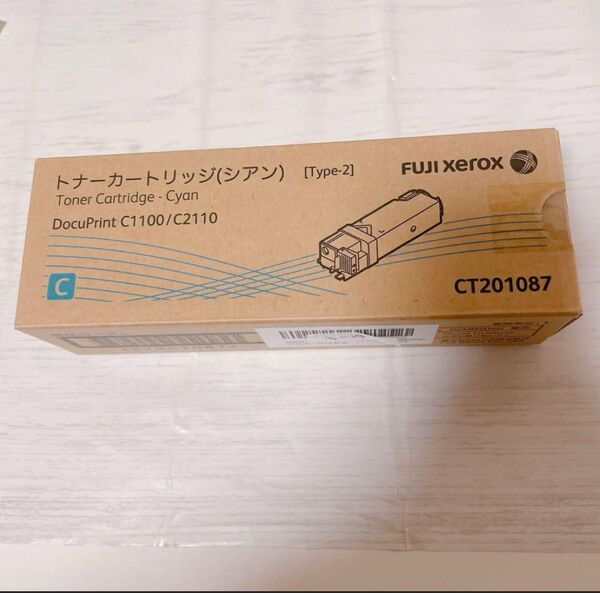 トナーカートリッジ(シアン) [Type-2]
Toner Cartridge - Cyan
DocuPrint C1100/C2110
FUJI xerox
C
CT201087